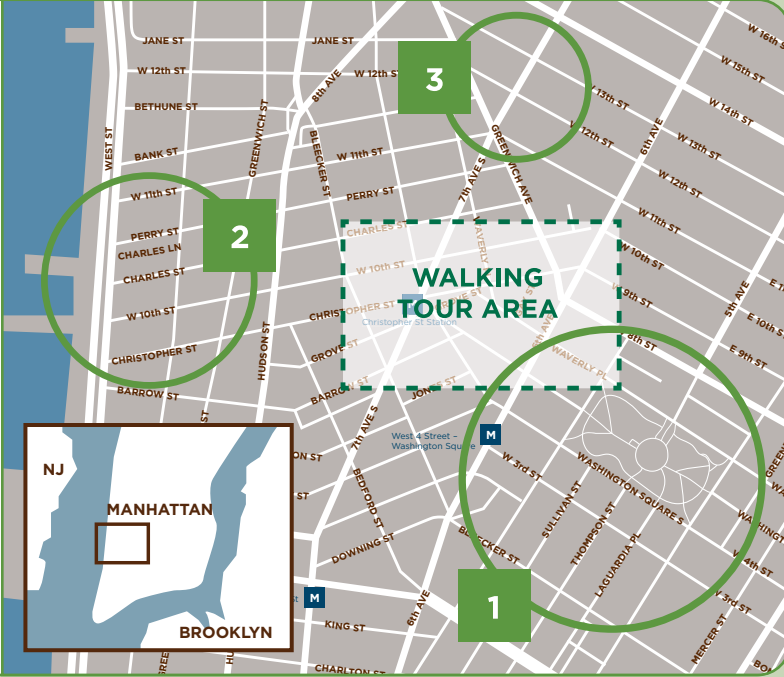 JANE ST
JANE ST
W 16th ST
W 12th ST
W 12th ST
8th AVE
3
W 15th ST
BETHUNE ST
W 13th ST
W 14th ST
WEST ST
GREENWICH ST
BLEECKER ST
W 12th ST
6th AVE
W 13th ST
BANK ST
W 11th ST
GREENWICH AVE
7th AVE S
W 12th ST
W 11th ST
PERRY ST
W 11th ST
2
CHARLES ST
WAVERLY
PERRY ST
CHARLES LN
W 10th ST
CHARLES ST
W 10th ST
WALKING
TOUR AREA
W 9th ST
5th AVE
W 10th ST
CHRISTOPHER ST
GROVE ST
Christopher St Station
6th AVE
E 10th ST
HUDSON ST
8th ST
E 9th ST
CHRISTOPHER ST
GROVE ST
WAVERLY PL
BARROW ST
BARROW ST
JONES ST
7th AVE S
West 4 Street –
Washington Square
M
W 3rd ST
WASHINGTON SQUARE S
NJ
MANHATTAN
BROOKLYN
BEDFORD ST
SULLIVAN ST
THOMPSON ST
LAGUARDIA PL
BLEECKER ST
DOWNING ST
W 4th ST
W 3rd ST
1
M
6th AVE
KING ST
MERCER ST
CHARLTON ST